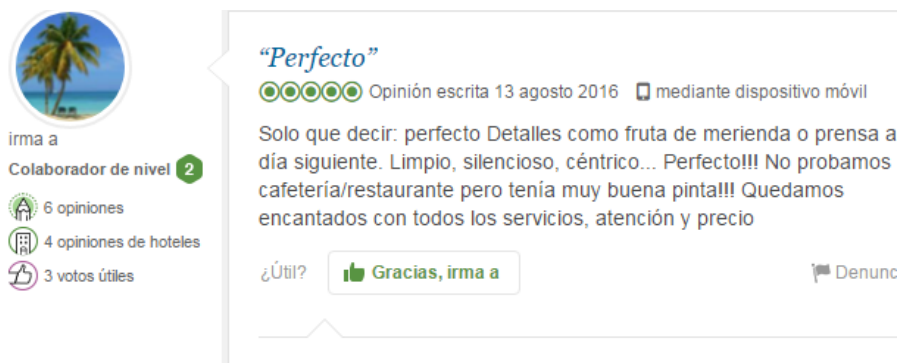 “Perfecto”
Opinión escrita 13 agosto 2016 mediante dispositivo móvil
irma a
Colaborador de nivel 2
6 opiniones
4 opiniones de hoteles
3 votos útiles
Solo que decir: perfecto Detalles como fruta de merienda o prensa a
día siguiente. Limpio, silencioso, céntrico... Perfecto!!! No probamos
cafetería/restaurante pero tenía muy buena pinta!!! Quedamos
encantados con todos los servicios, atención y precio
¿Útil?
Gracias, irma a
Denunc